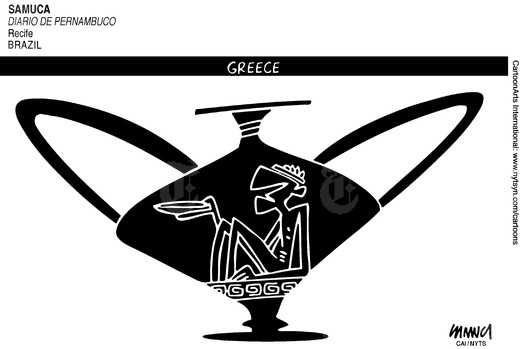 SAMUCA
DIARIO DE PERNAMBUCO
Recife
BRAZIL
GREECE
CartoonArts International: www.nytsyn.com/cartoons
SAMUCA
CAI/NYTS